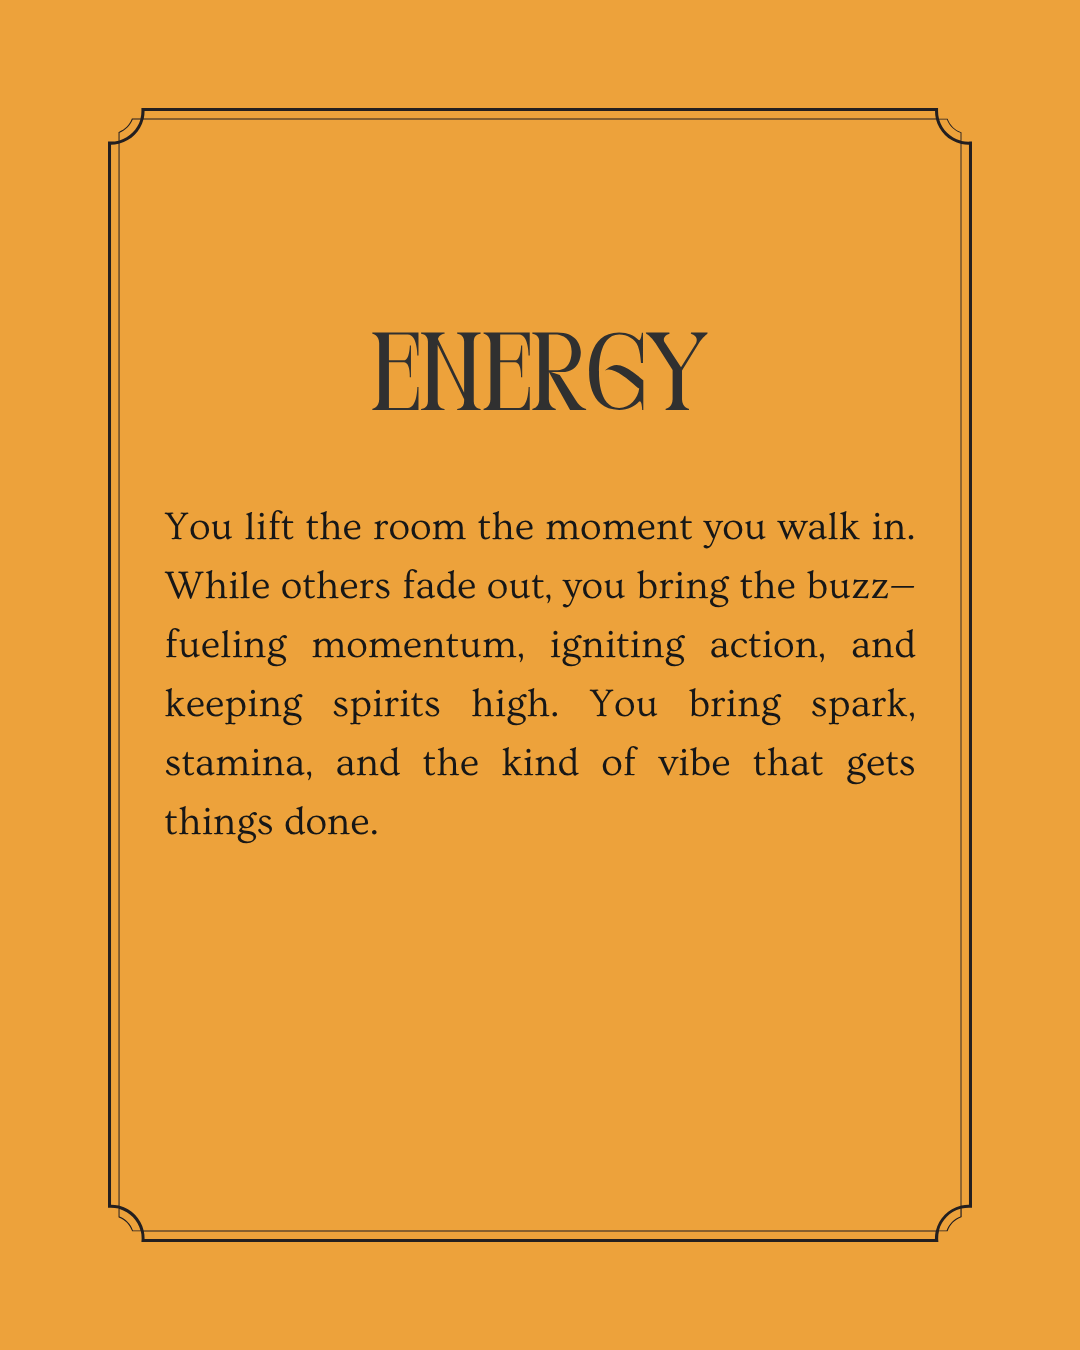 ENERGY
You lift the room the moment you walk in.
While others fade out, you bring the buzz—
fueling momentum, igniting action, and
keeping spirits high. You bring spark,
stamina, and the kind of vibe that gets
things done.